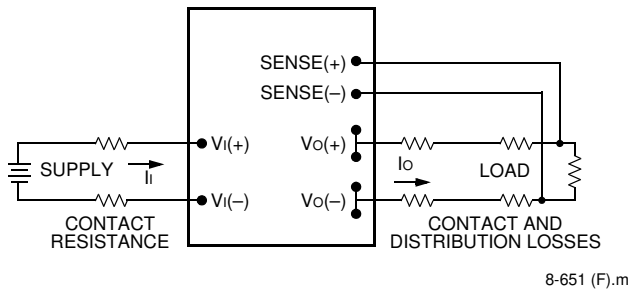 SENSE(+)
SENSE(–)
VI(+)
VO(+)
SUPPLY
II
IO
LOAD
VI(–)
VO(–)
CONTACT
RESISTANCE
CONTACT AND
DISTRIBUTION LOSSES
8-651 (F).m